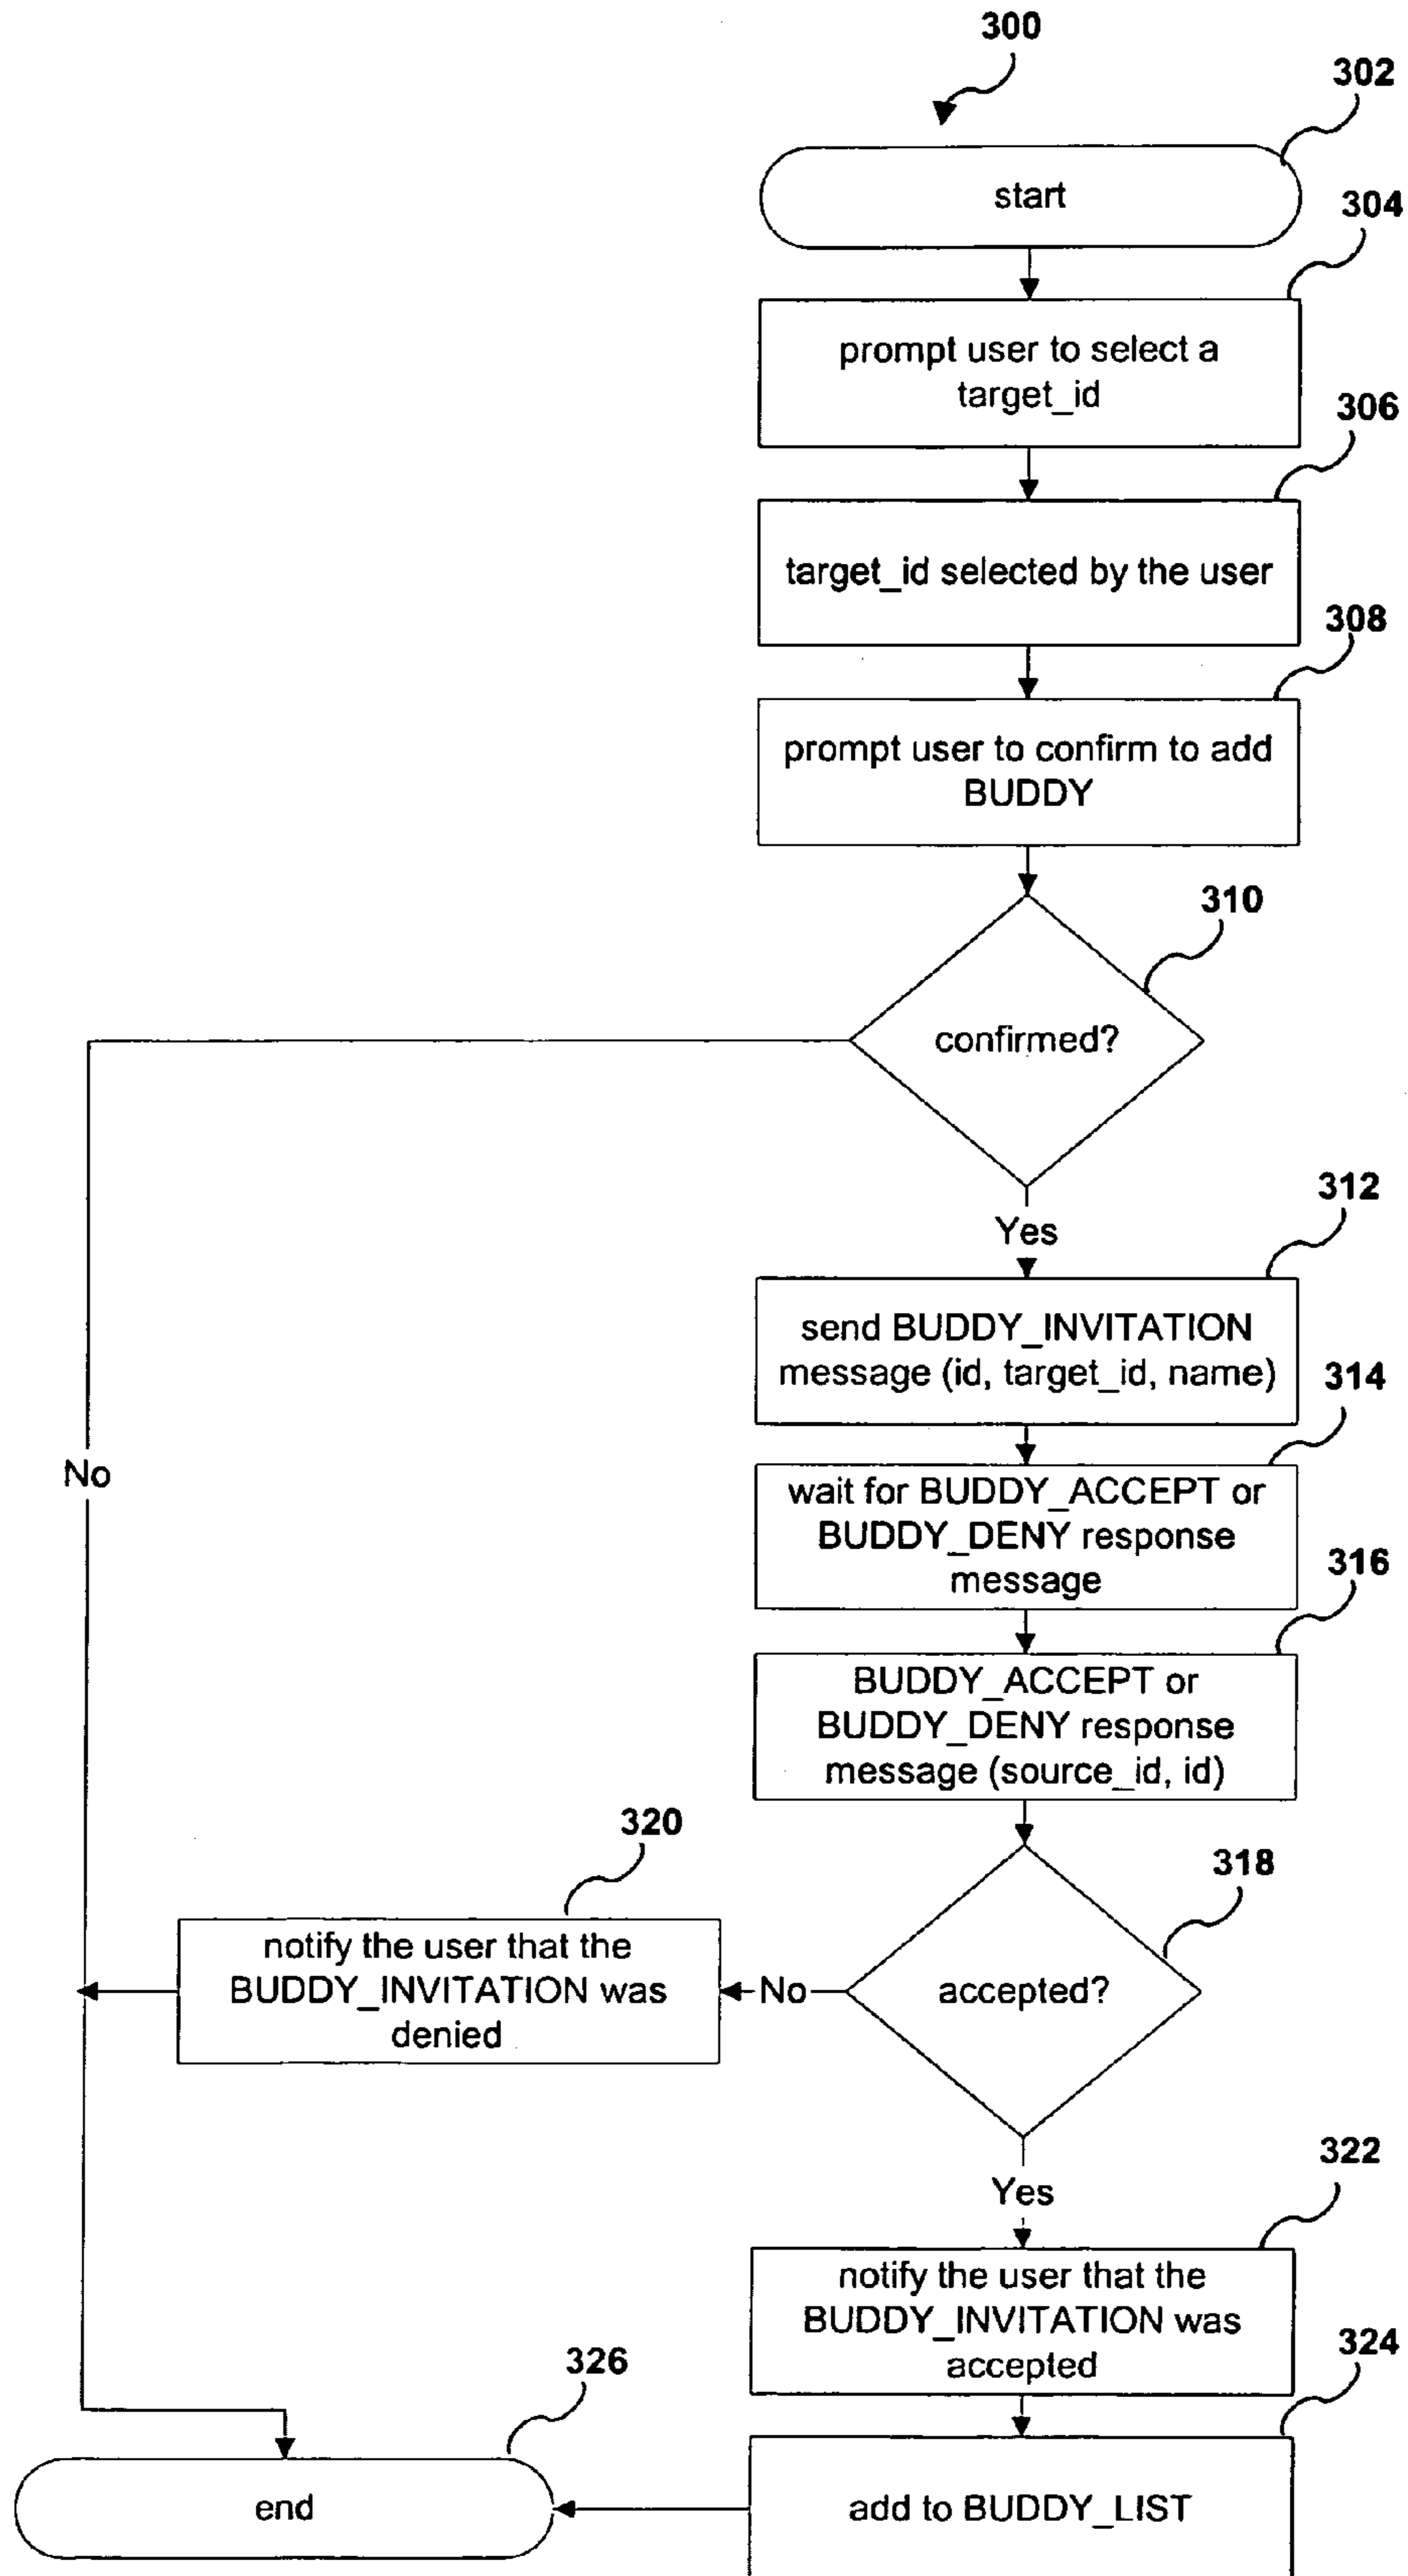 300
302
start
304
prompt user to select a
target_id
306
target_id selected by the user
308
prompt user to confirm to add
BUDDY
310
confirmed?
Yes
312
send BUDDY_INVITATION
message (id, target_id, name)
314
No
wait for BUDDY_ACCEPT or
BUDDY_DENY response
message
316
BUDDY_ACCEPT or
BUDDY_DENY response
message (source_id, id)
320
318
notify the user that the
BUDDY_INVITATION was
denied
No
accepted?
Yes
322
notify the user that the
BUDDY_INVITATION was
accepted
324
326
end
add to BUDDY_LIST